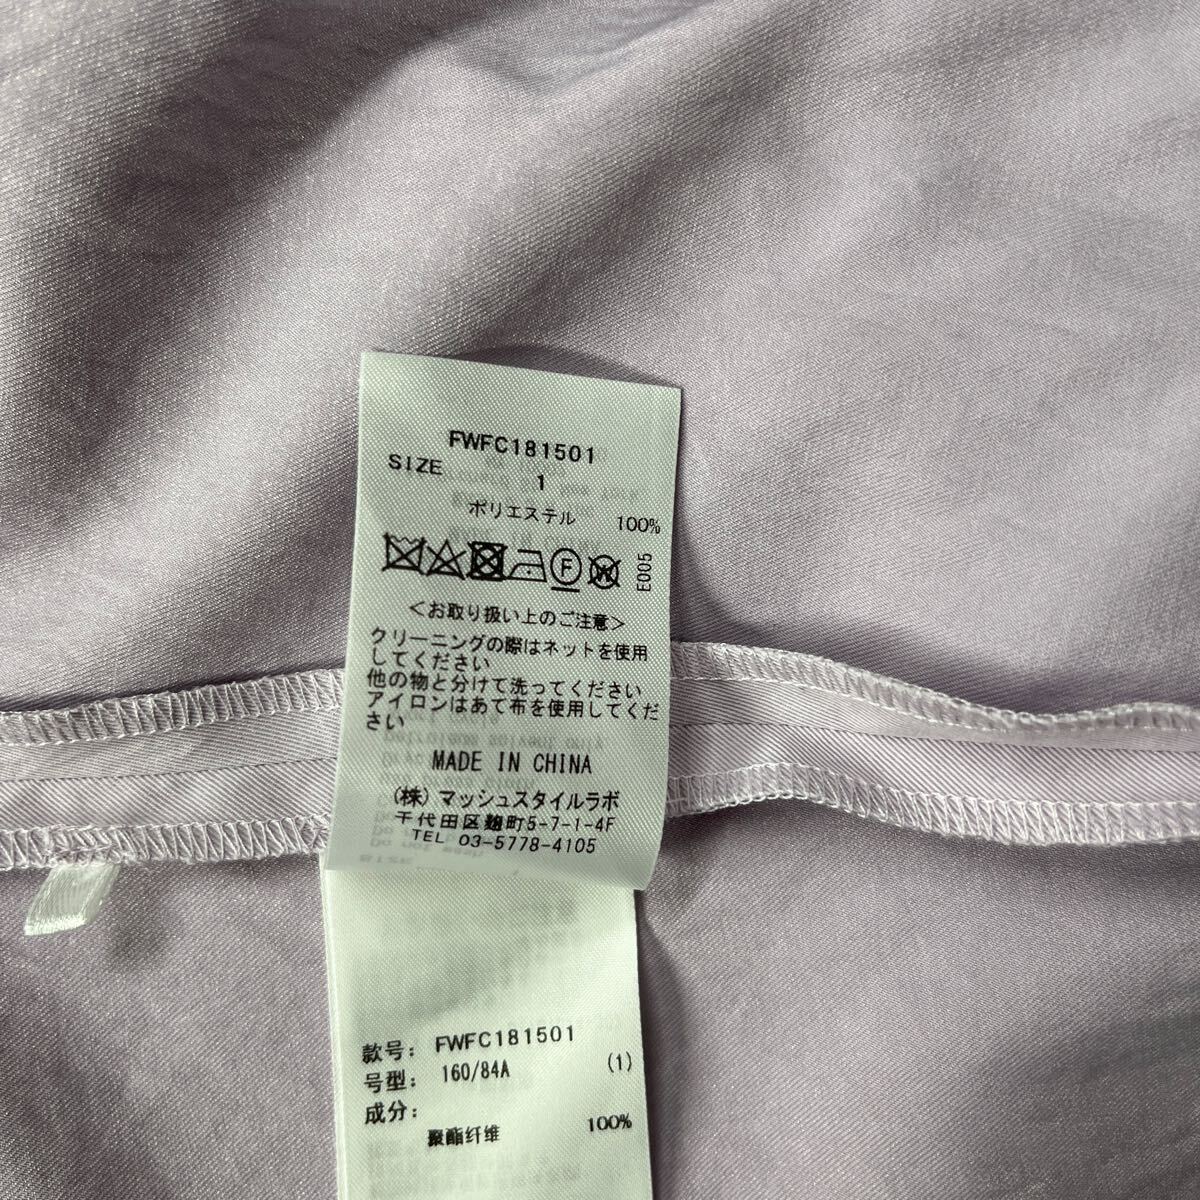 FWFC181501
SIZE 1
ポリエステル 100%
F W E005
<お取り扱い上のご注意>
クリーニングの際はネットを使用
してください
他の物と分けて洗ってください
アイロンはあて布を使用してくだ
さい
MADE IN CHINA
(株)マッシュスタイルラボ
千代田区麹町5-7-1-4F
TEL 03-5778-4105
款号: FWFC181501
号型: 160/84A (1)
成分:
聚酯纤维 100%